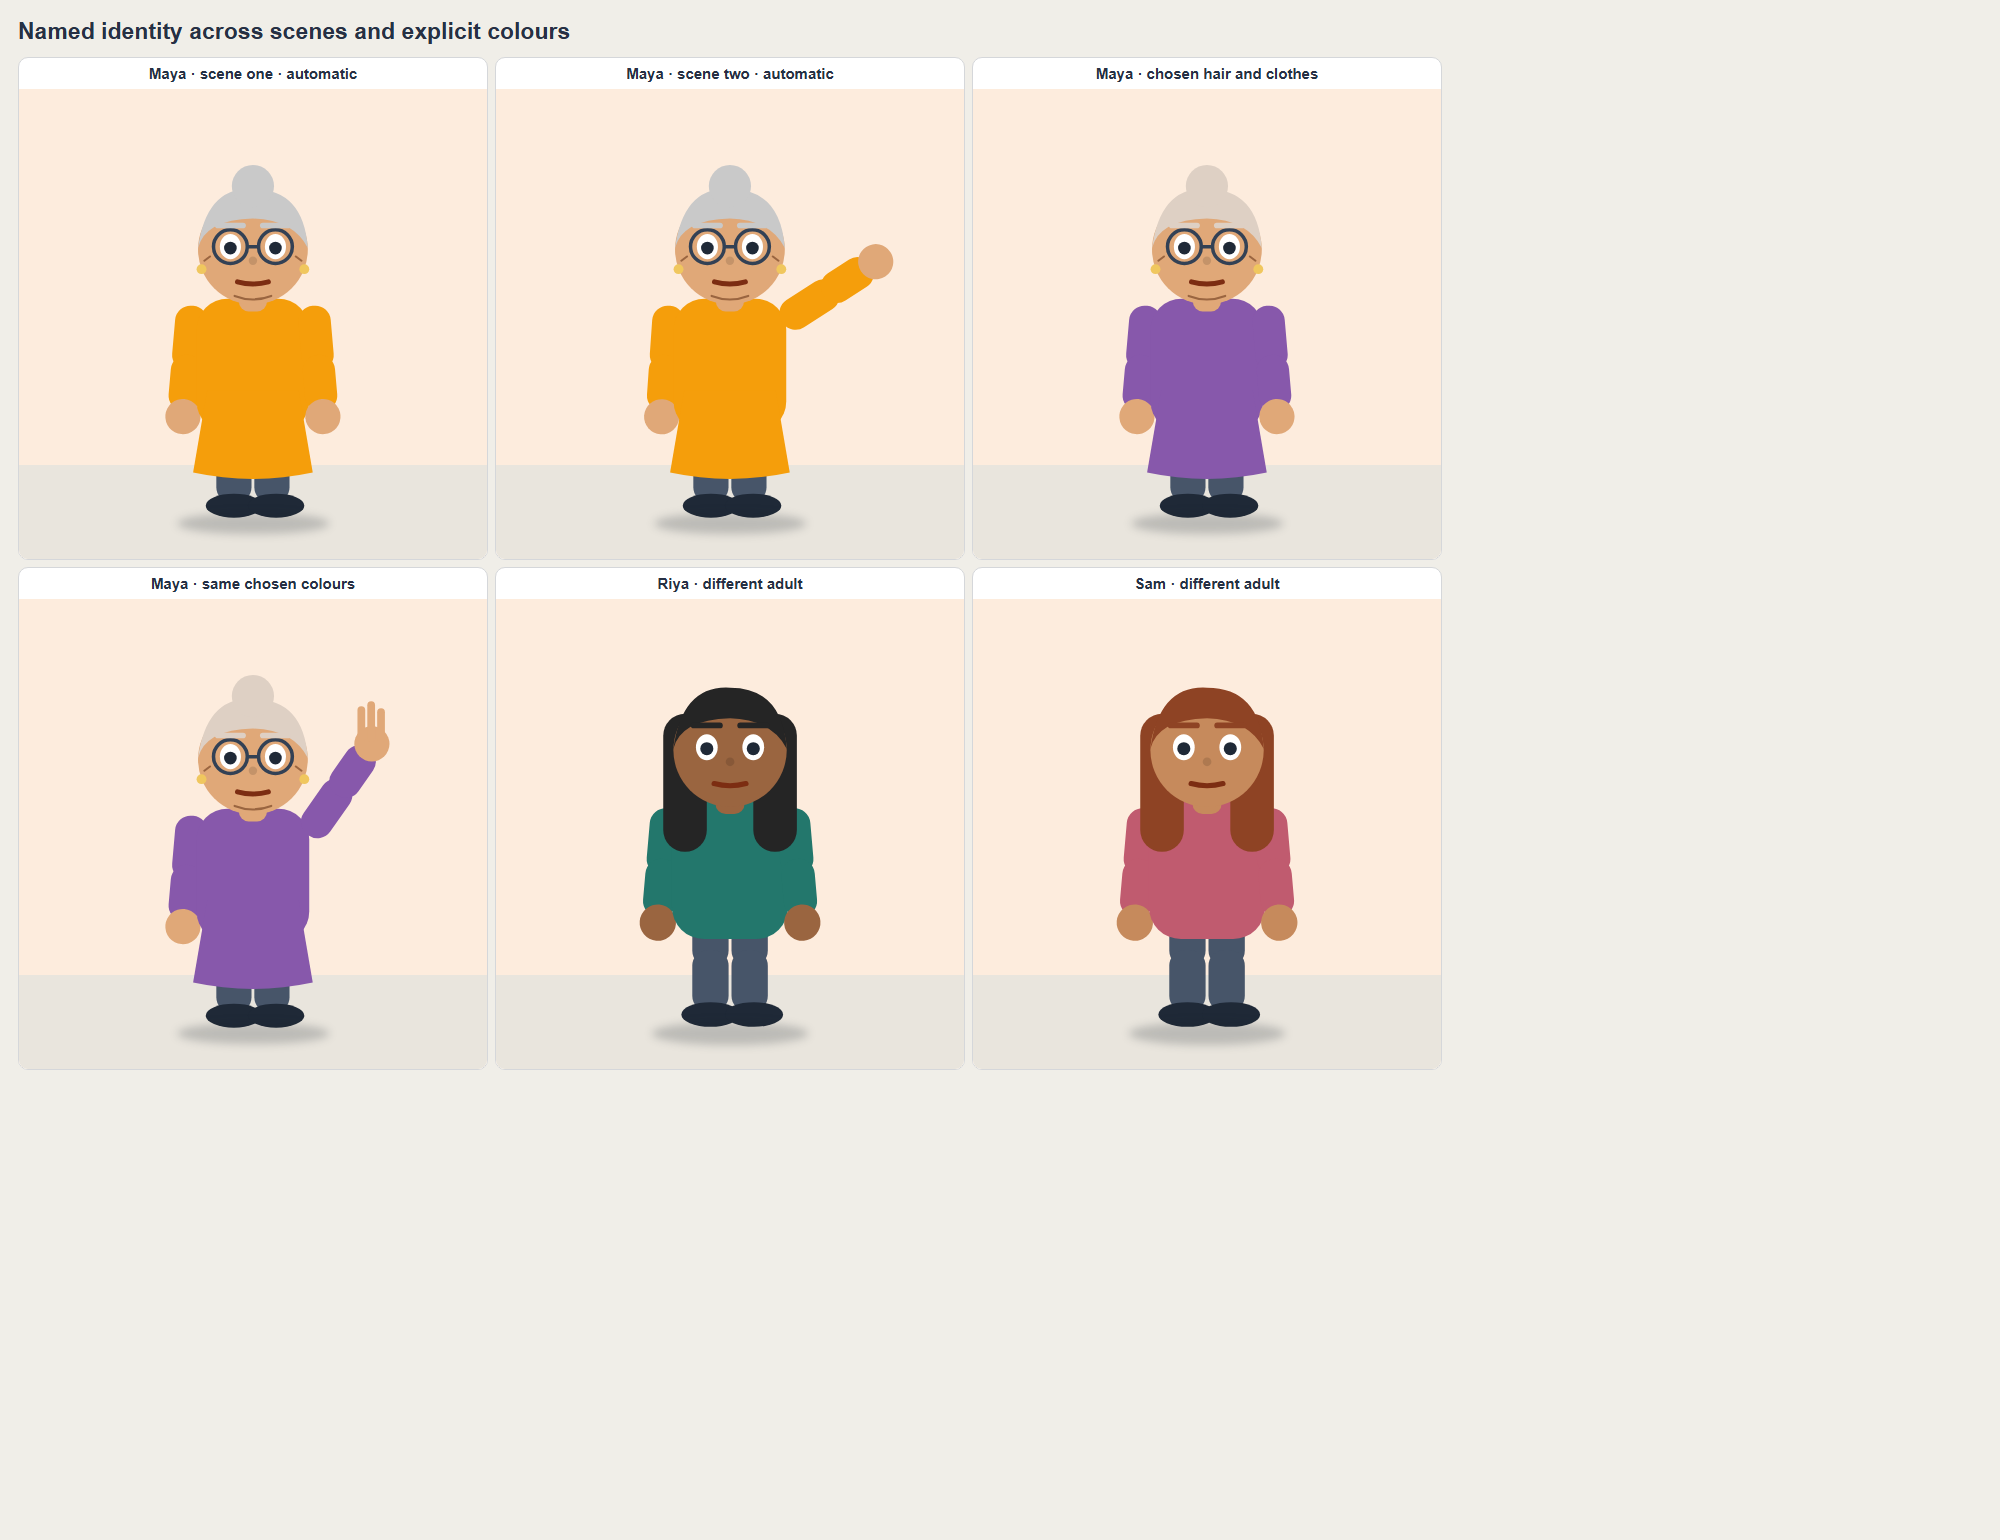 Named identity across scenes and explicit colours
Maya · scene one · automatic
Maya · scene two · automatic
Maya · chosen hair and clothes
Maya · same chosen colours
Riya · different adult
Sam · different adult